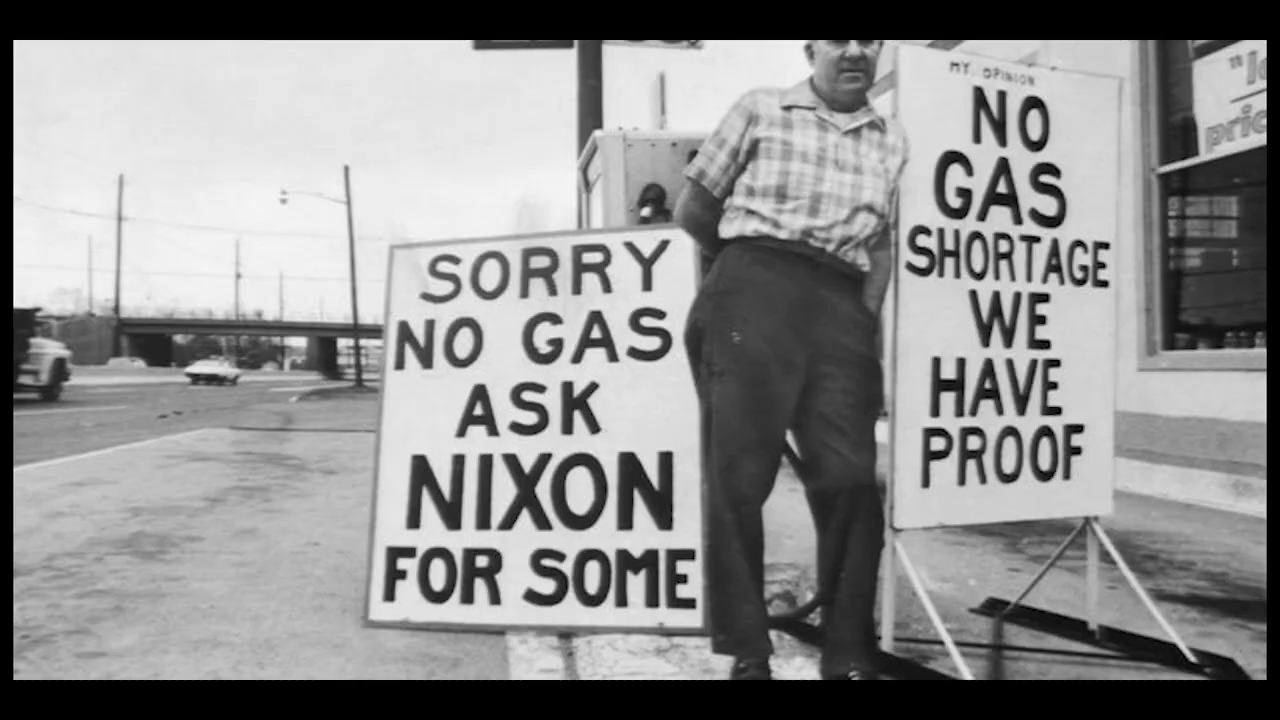 SORRY
NO GAS
ASK
NIXON
FOR SOME
MY OPINION
NO
GAS
SHORTAGE
WE
HAVE
PROOF